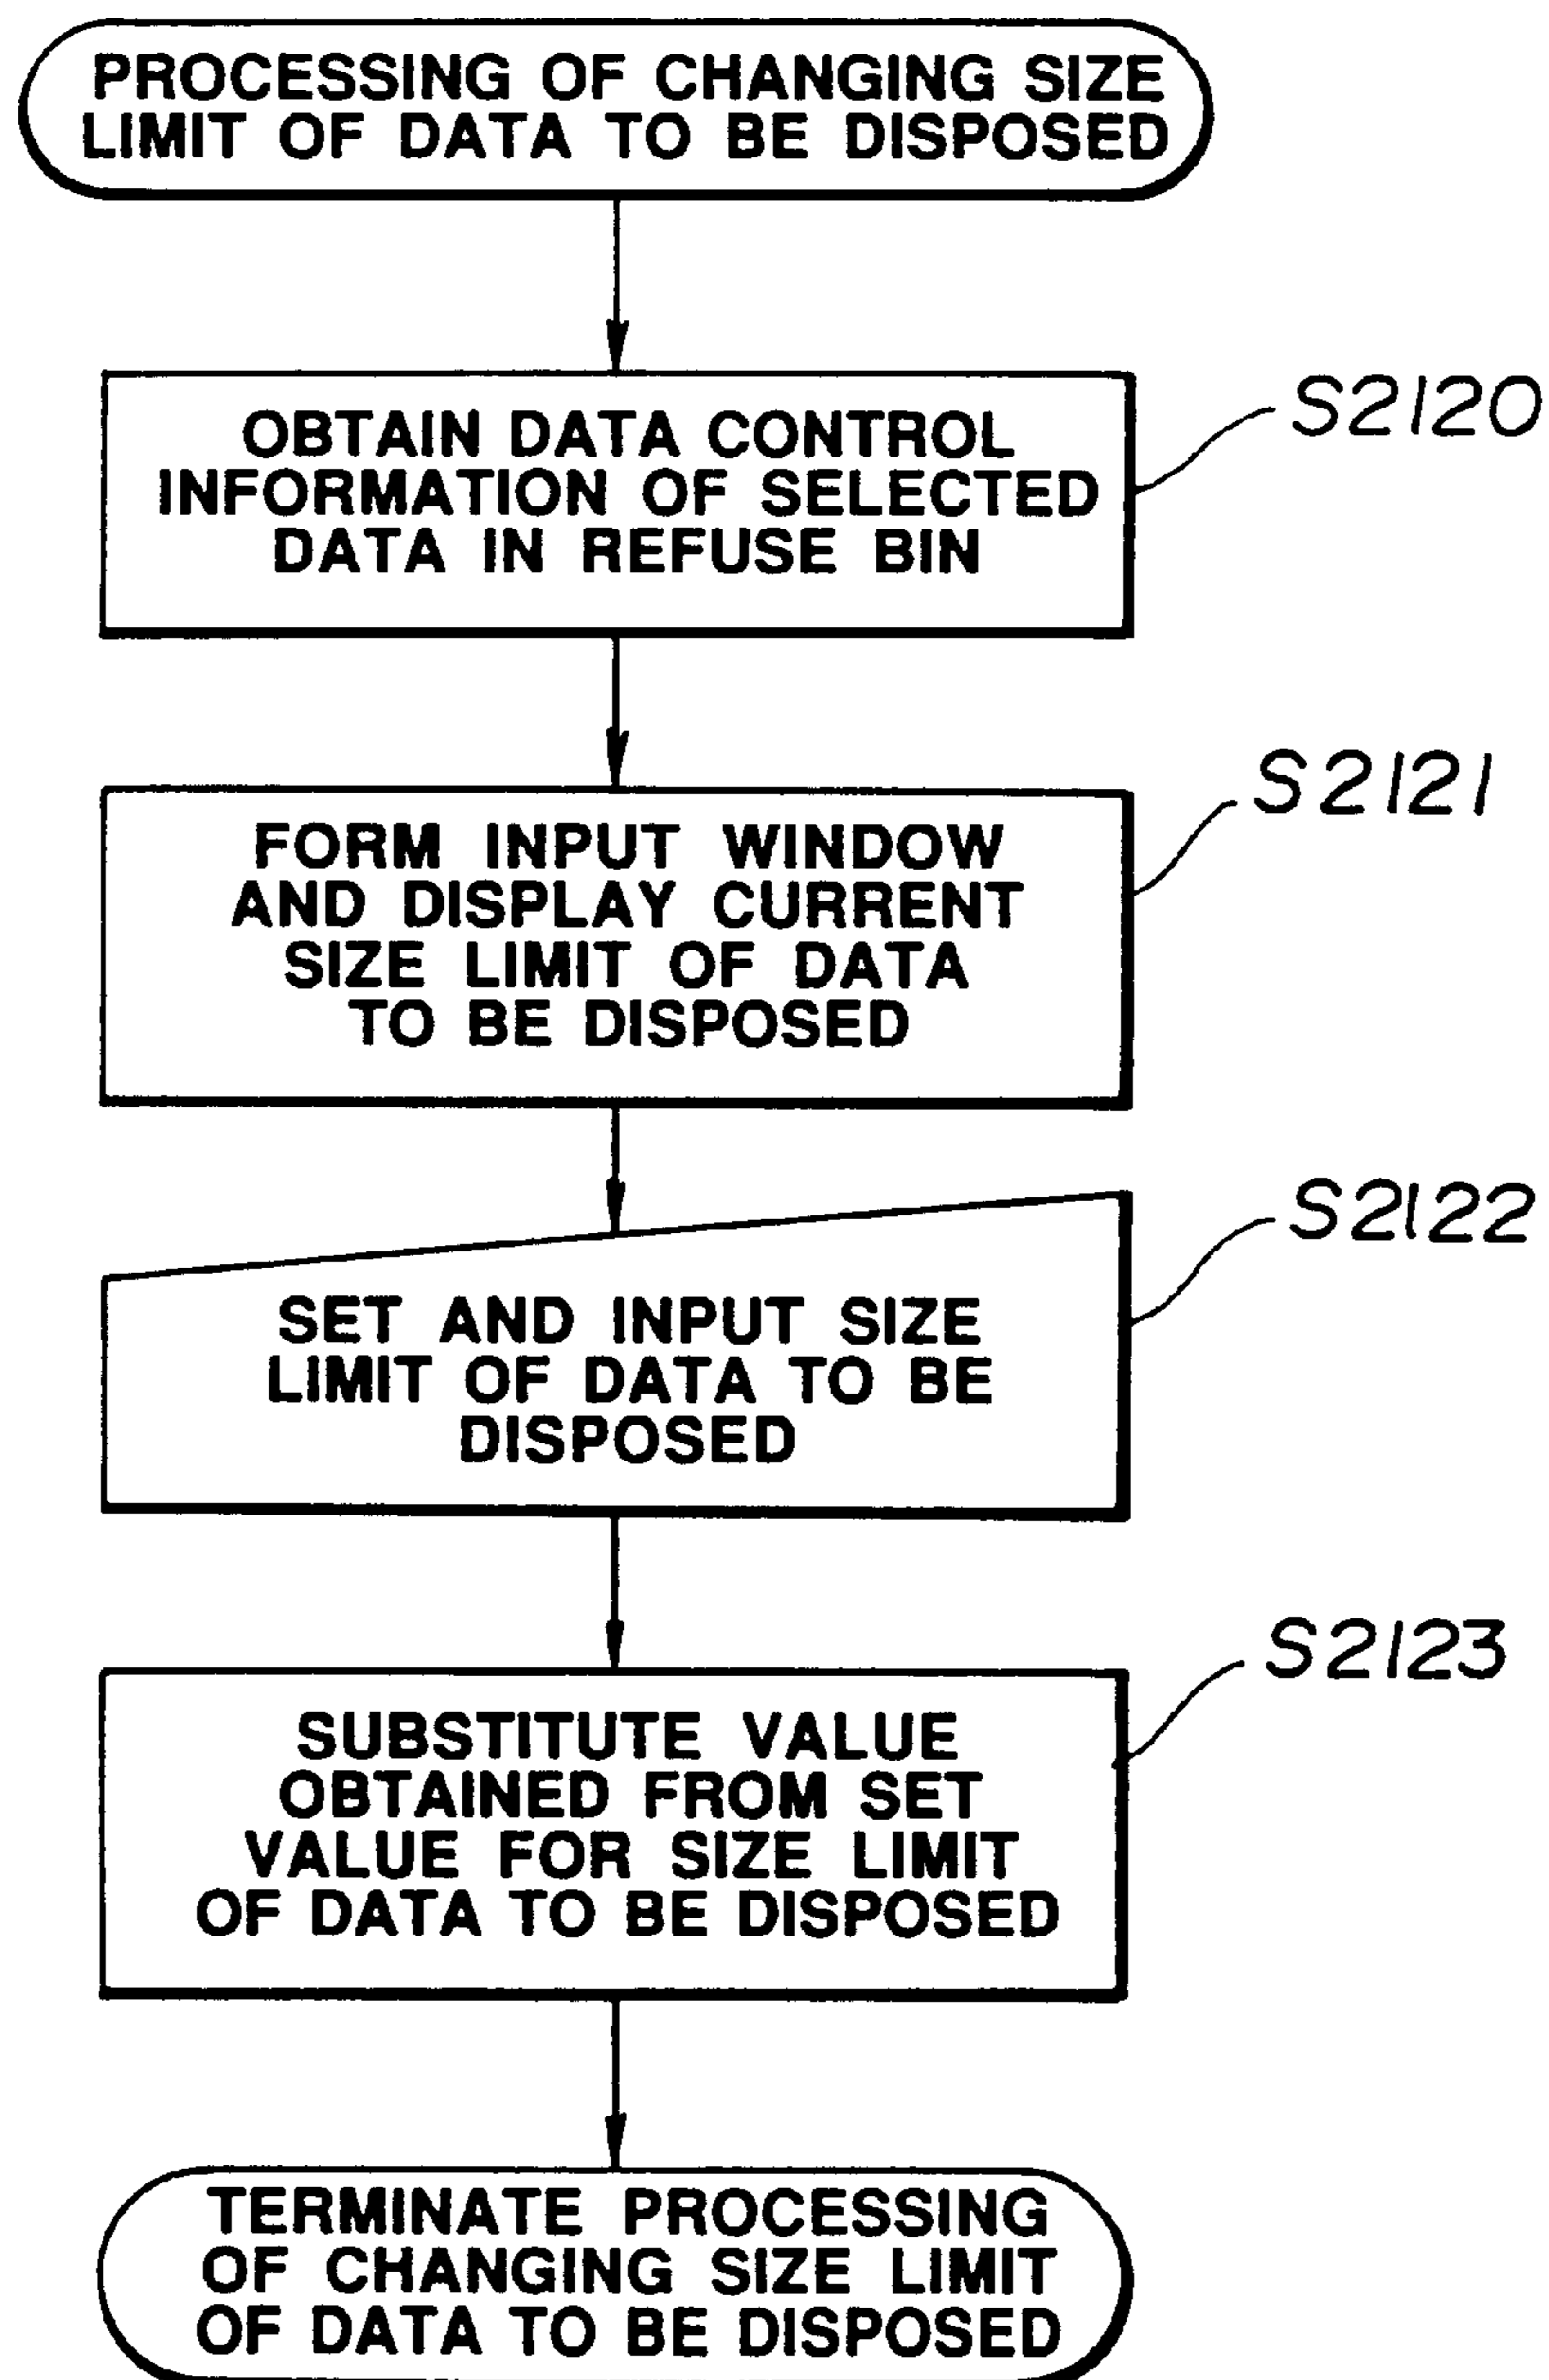 PROCESSING OF CHANGING SIZE
LIMIT OF DATA TO BE DISPOSED
OBTAIN DATA CONTROL
INFORMATION OF SELECTED
DATA IN REFUSE BIN
S2120
FORM INPUT WINDOW
AND DISPLAY CURRENT
SIZE LIMIT OF DATA
TO BE DISPOSED
S2121
SET AND INPUT SIZE
LIMIT OF DATA TO BE
DISPOSED
S2122
SUBSTITUTE VALUE
OBTAINED FROM SET
VALUE FOR SIZE LIMIT
OF DATA TO BE DISPOSED
S2123
TERMINATE PROCESSING
OF CHANGING SIZE LIMIT
OF DATA TO BE DISPOSED